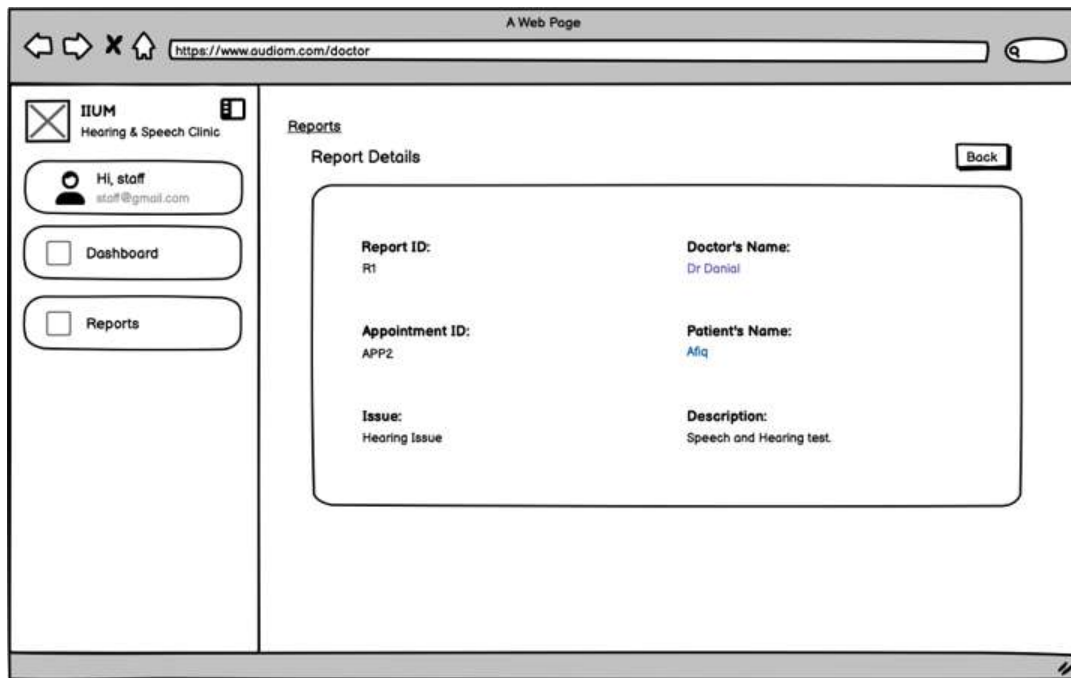 A Web Page
https://www.audiom.com/doctor
IIUM
Hearing & Speech Clinic
Hi, staff
staff@gmail.com
Dashboard
Reports
Reports
Report Details
Back
Report ID:
R1
Doctor's Name:
Dr Danial
Appointment ID:
APP2
Patient's Name:
Afiq
Issue:
Hearing Issue
Description:
Speech and Hearing test.